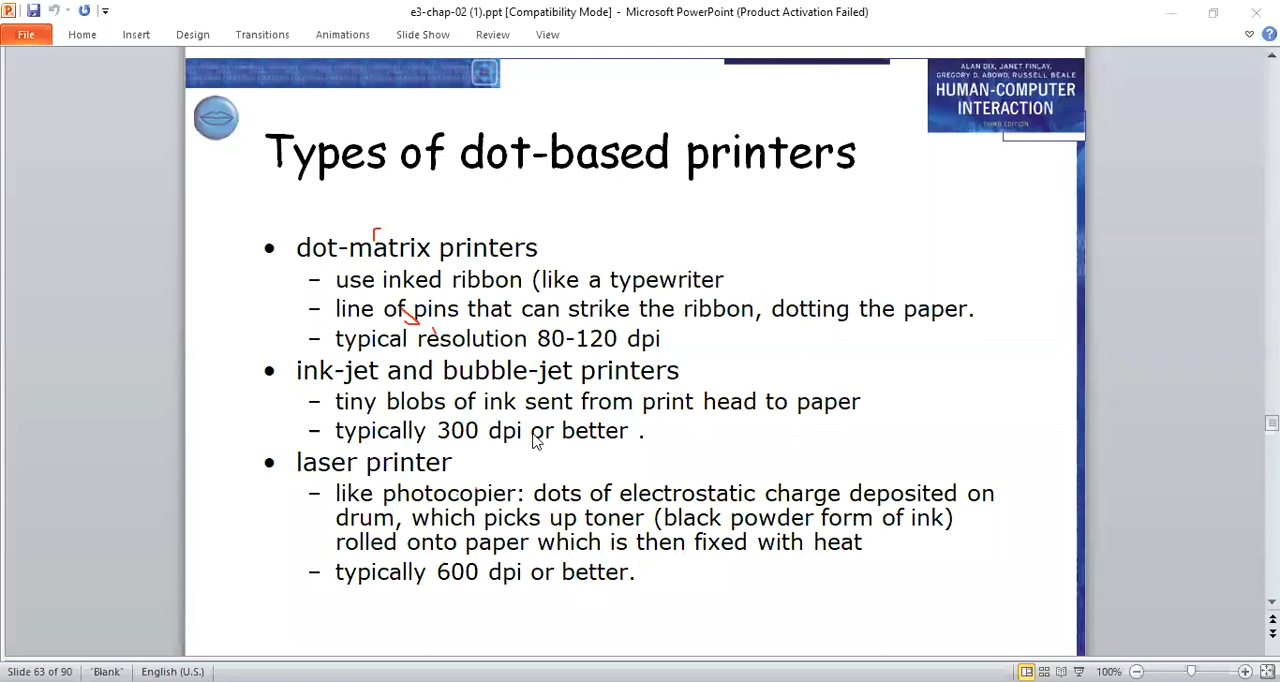 e3-chap-02 (1).ppt [Compatibility Mode] - Microsoft PowerPoint (Product Activation Failed)
File Home Insert Design Transitions Animations Slide Show Review View
ALAN DIX, JANET FINLAY,
GREGORY D. ABOWD, RUSSELL BEALE
HUMAN-COMPUTER
INTERACTION
THIRD EDITION
Types of dot-based printers
• dot-matrix printers
– use inked ribbon (like a typewriter
– line of pins that can strike the ribbon, dotting the paper.
– typical resolution 80-120 dpi
• ink-jet and bubble-jet printers
– tiny blobs of ink sent from print head to paper
– typically 300 dpi or better .
• laser printer
– like photocopier: dots of electrostatic charge deposited on
drum, which picks up toner (black powder form of ink)
rolled onto paper which is then fixed with heat
– typically 600 dpi or better.
Slide 63 of 90 'Blank' English (U.S.) 100%